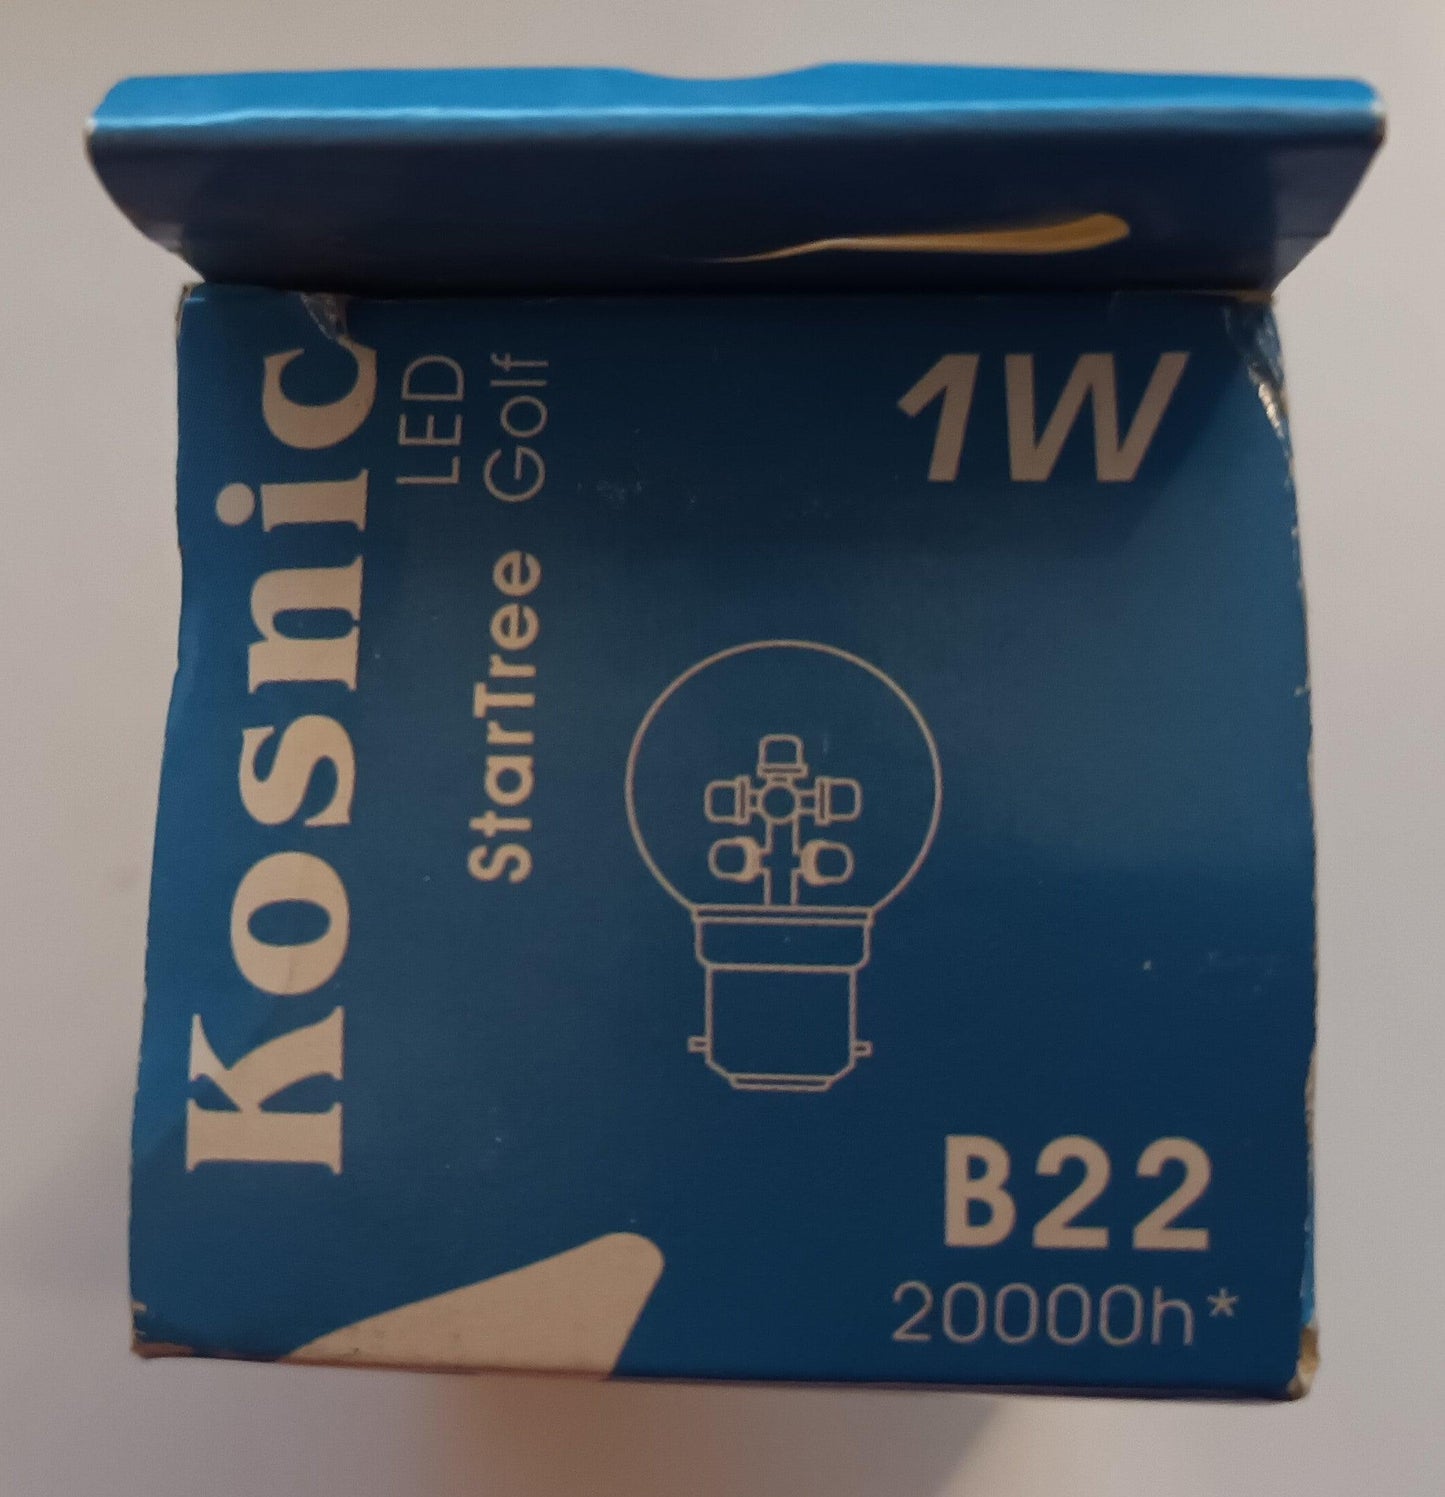 Kosnic
LED
StarTree Golf
1W
B22
20000h*